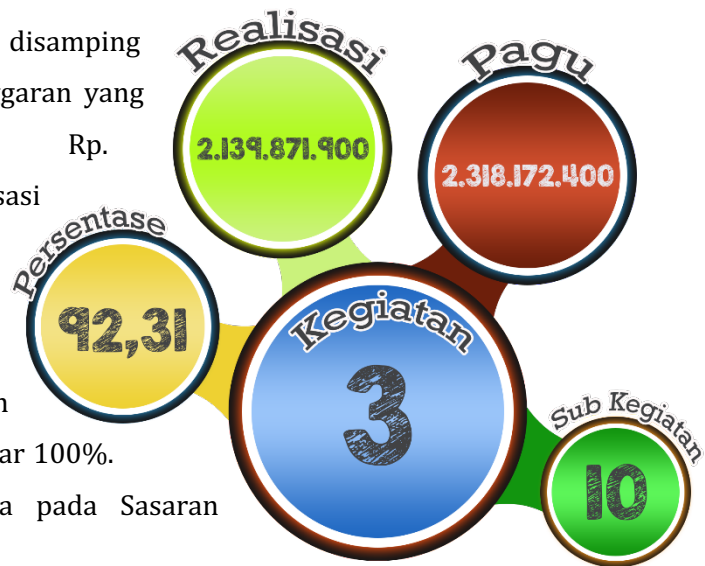 disamping
ggaran yang
Rp.
sasi
ar 100%.
a pada Sasaran
Realisasi
2.139.871.900
Pagu
2.318.172.400
Persentase
92,31
Kegiatan
3
Sub Kegiatan
10